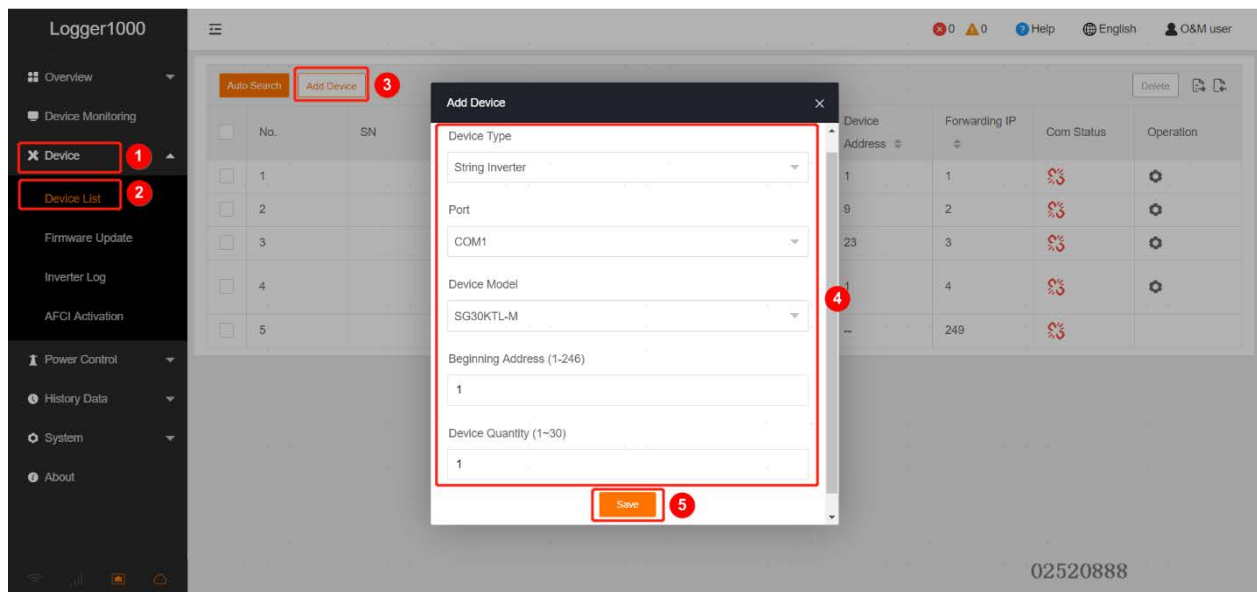 Logger1000
0 0 Help English O&M user
Overview
Device Monitoring
Device 1
Device List 2
Firmware Update
Inverter Log
AFCI Activation
Power Control
History Data
System
About
Auto Search Add Device 3 Delete
No. SN Device Address Forwarding IP Com Status Operation
1 1 1
2 9 2
3 23 3
4 1 4
5 -- 249
Add Device
Device Type
String Inverter
Port
COM1
Device Model
SG30KTL-M
4
Beginning Address (1-246)
1
Device Quantity (1~30)
1
Save 5
02520888